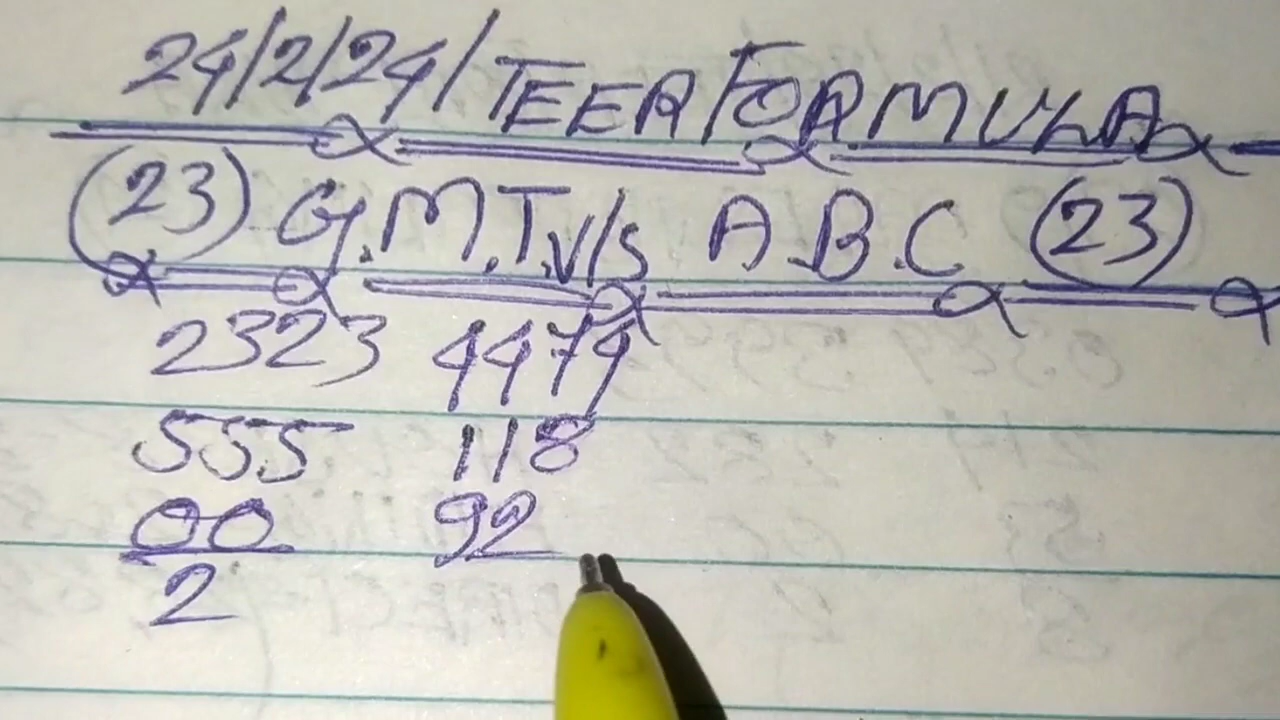 24/2/24/TEER FORMULA
(23) G.M.T.v/s A.B.C (23)
2323 4479
555 118
00 92
2